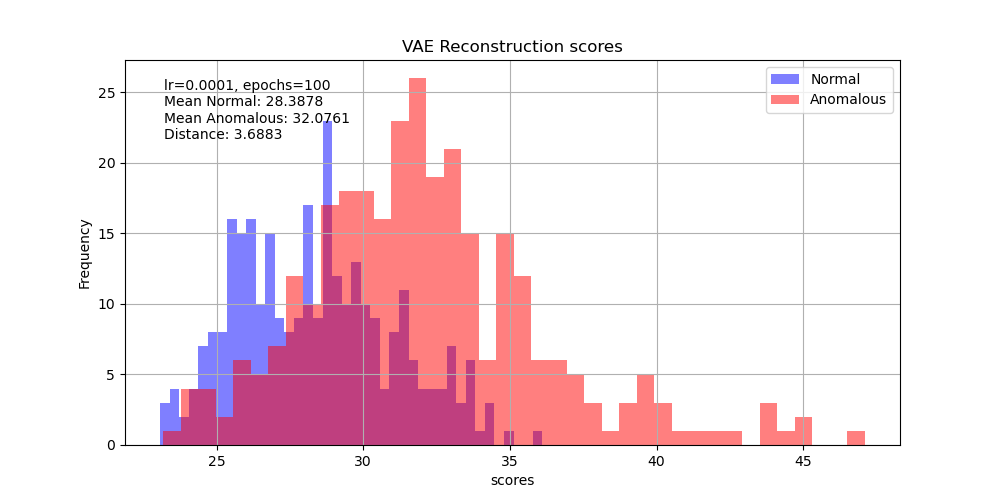 VAE Reconstruction scores
lr=0.0001, epochs=100
Mean Normal: 28.3878
Mean Anomalous: 32.0761
Distance: 3.6883
Normal
Anomalous
Frequency
25
20
15
10
5
0
25 30 35 40 45
scores